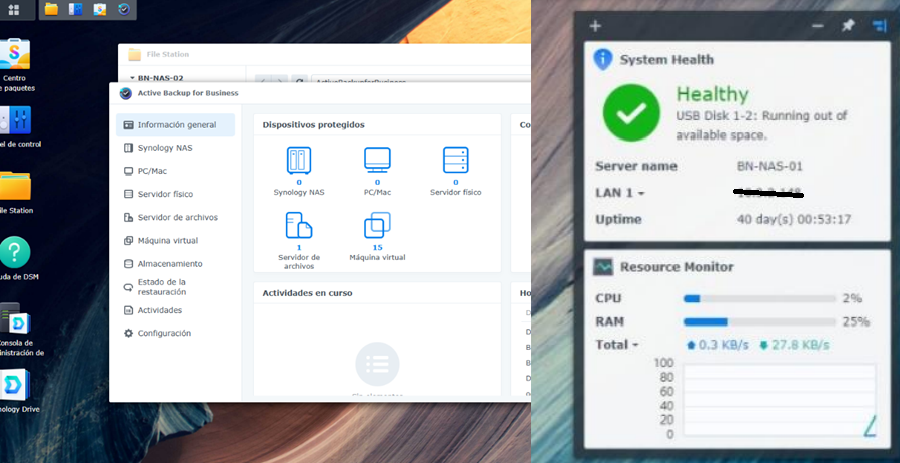 File Station
BN-NAS-02
ActiveBackupforBusiness
Active Backup for Business
Centro
de paquetes
el de control
File Station
uda de DSM
Consola de
ministración de
nology Drive
Información general
Synology NAS
PC/Mac
Servidor físico
Servidor de archivos
Máquina virtual
Almacenamiento
Estado de la
restauración
Actividades
Configuración
Dispositivos protegidos
0
Synology NAS
0
PC/Mac
0
Servidor físico
1
Servidor de
archivos
15
Máquina virtual
Actividades en curso
Co
Ho
System Health
Healthy
USB Disk 1-2: Running out of
available space.
Server name BN-NAS-01
LAN 1
Uptime 40 day(s) 00:53:17
Resource Monitor
CPU 2%
RAM 25%
Total 0.3 KB/s 27.8 KB/s
100
80
60
40
20
0